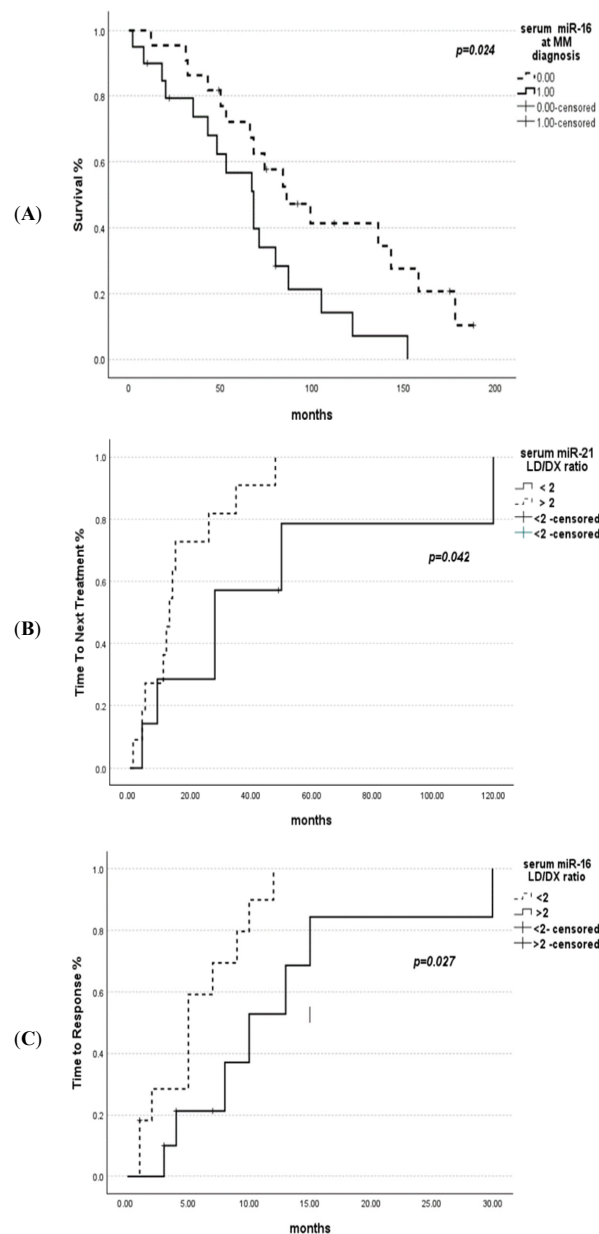 (A)
Survival %
1.0
0.8
0.6
0.4
0.2
0.0
0 50 100 150 200
months
p=0.024
serum miR-16
at MM
diagnosis
0.00
1.00
0.00-censored
1.00-censored
(B)
Time To Next Treatment %
1.0
0.8
0.6
0.4
0.2
0.0
.00 20.00 40.00 60.00 80.00 100.00 120.00
months
p=0.042
serum miR-21
LD/DX ratio
< 2
> 2
<2 -censored
<2 -censored
(C)
Time to Response %
1.0
0.8
0.6
0.4
0.2
0.0
0.00 5.00 10.00 15.00 20.00 25.00 30.00
months
p=0.027
serum miR-16
LD/DX ratio
<2
>2
<2- censored
>2 -censored